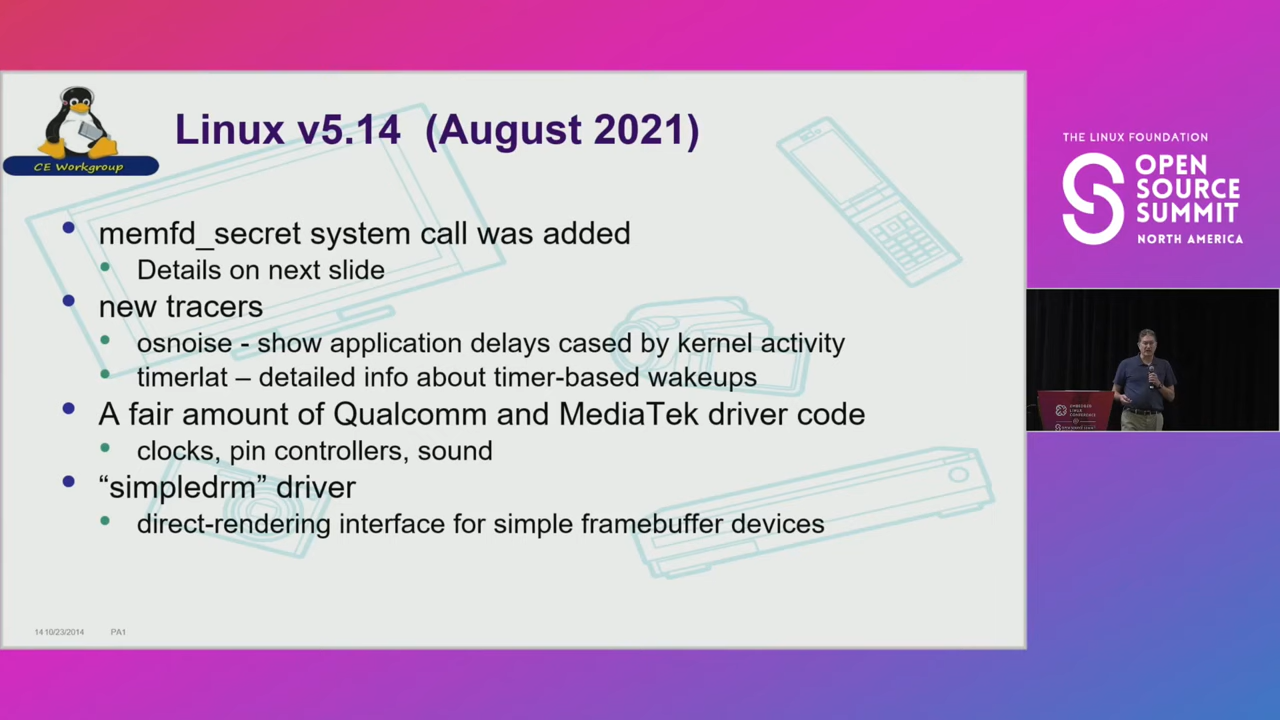 CE Workgroup
Linux v5.14 (August 2021)
memfd_secret system call was added
Details on next slide
new tracers
osnoise - show application delays cased by kernel activity
timerlat – detailed info about timer-based wakeups
A fair amount of Qualcomm and MediaTek driver code
clocks, pin controllers, sound
“simpledrm” driver
direct-rendering interface for simple framebuffer devices
14 10/23/2014 PA1
THE LINUX FOUNDATION
OPEN
SOURCE
SUMMIT
NORTH AMERICA
EMBEDDED
LINUX
CONFERENCE